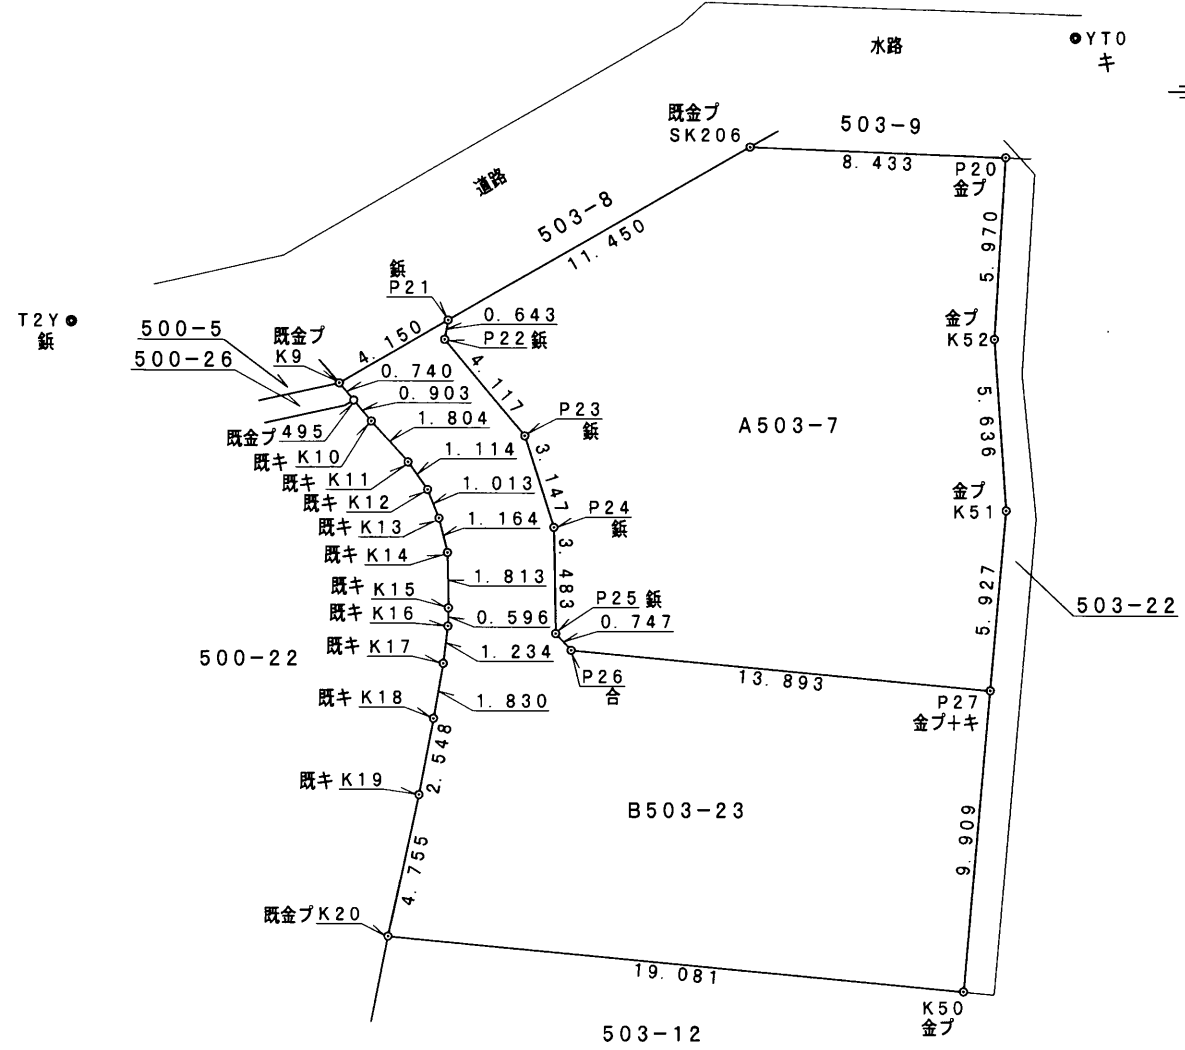 水路
YT0
キ
既金プ
SK206
503-9
8. 433
P20
金プ
道路
503-8
11. 450
5. 970
鋲
P21
T2Y
鋲
500-5
500-26
既金プ
K9
4. 150
0. 643
P22 鋲
金プ
K52
0. 740
0. 903
4. 117
1. 804
P23
鋲
A503-7
5. 636
既金プ 495
既キ K10
既キ K11
1. 114
既キ K12
1. 013
3. 147
金プ
K51
既キ K13
1. 164
P24
鋲
既キ K14
3. 483
1. 813
既キ K15
P25 鋲
5. 927
503-22
既キ K16
0. 596
0. 747
既キ K17
1. 234
500-22
P26
合
13. 893
既キ K18
1. 830
P27
金プ+キ
2. 548
既キ K19
B503-23
9. 909
4. 755
既金プ K20
19. 081
K50
金プ
503-12